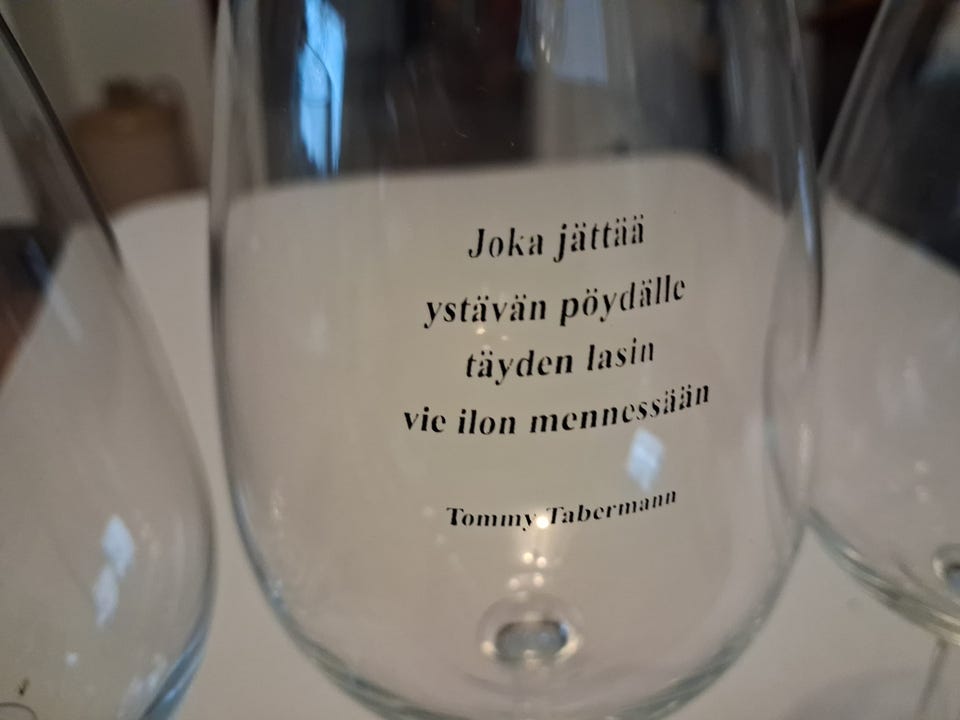 Joka jättää
ystävän pöydälle
täyden lasin
vie ilon mennessään
Tommy Tabermann